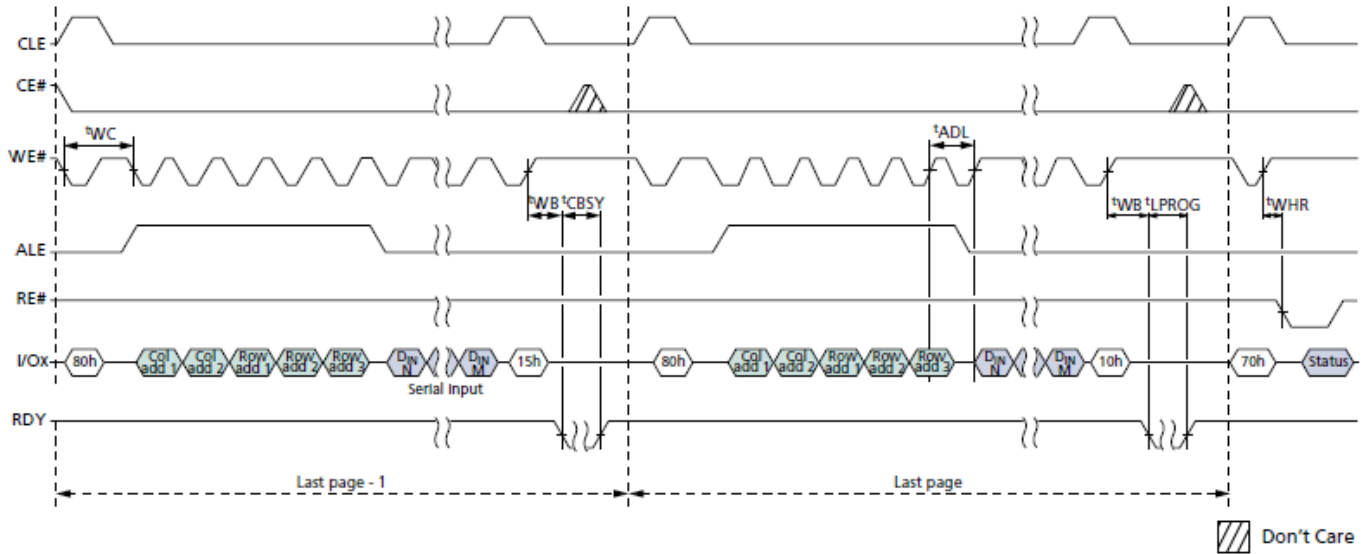 CLE
CE#
tWC
tADL
WE#
tWB tCBSY
tWB tLPROG
tWHR
ALE
RE#
I/Ox
80h
Col add 1
Col add 2
Row add 1
Row add 2
Row add 3
DIN N
DIN M
15h
80h
Col add 1
Col add 2
Row add 1
Row add 2
Row add 3
DIN N
DIN M
10h
70h
Status
Serial Input
RDY
Last page - 1
Last page
Don't Care